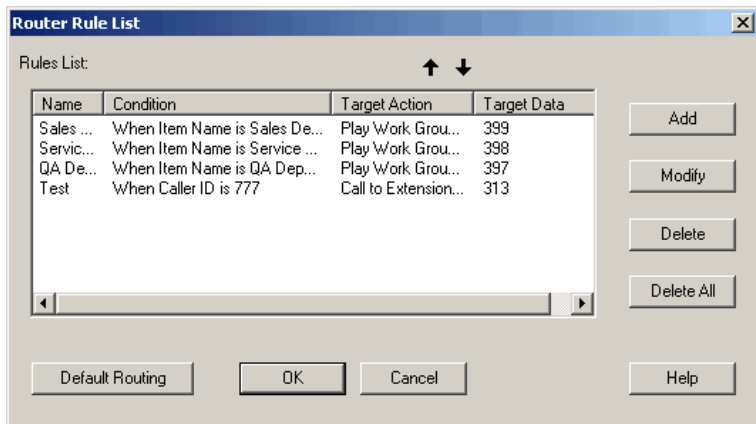 Router Rule List
Rules List:
Name Condition Target Action Target Data
Sales ... When Item Name is Sales De... Play Work Grou... 399
Servic... When Item Name is Service ... Play Work Grou... 398
QA De... When Item Name is QA Dep... Play Work Grou... 397
Test When Caller ID is 777 Call to Extension... 313
Add
Modify
Delete
Delete All
Default Routing OK Cancel Help